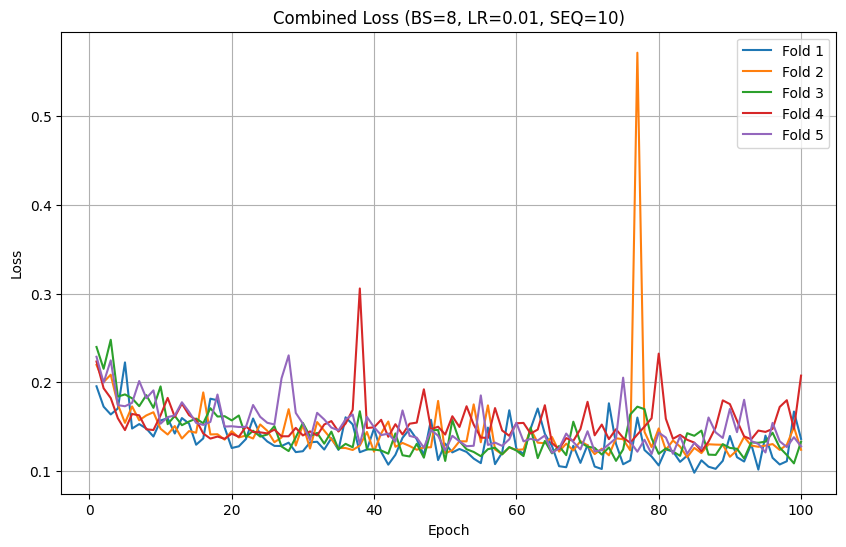 Combined Loss (BS=8, LR=0.01, SEQ=10)
Fold 1
Fold 2
Fold 3
Fold 4
Fold 5
Loss
0.5
0.4
0.3
0.2
0.1
0 20 40 60 80 100
Epoch